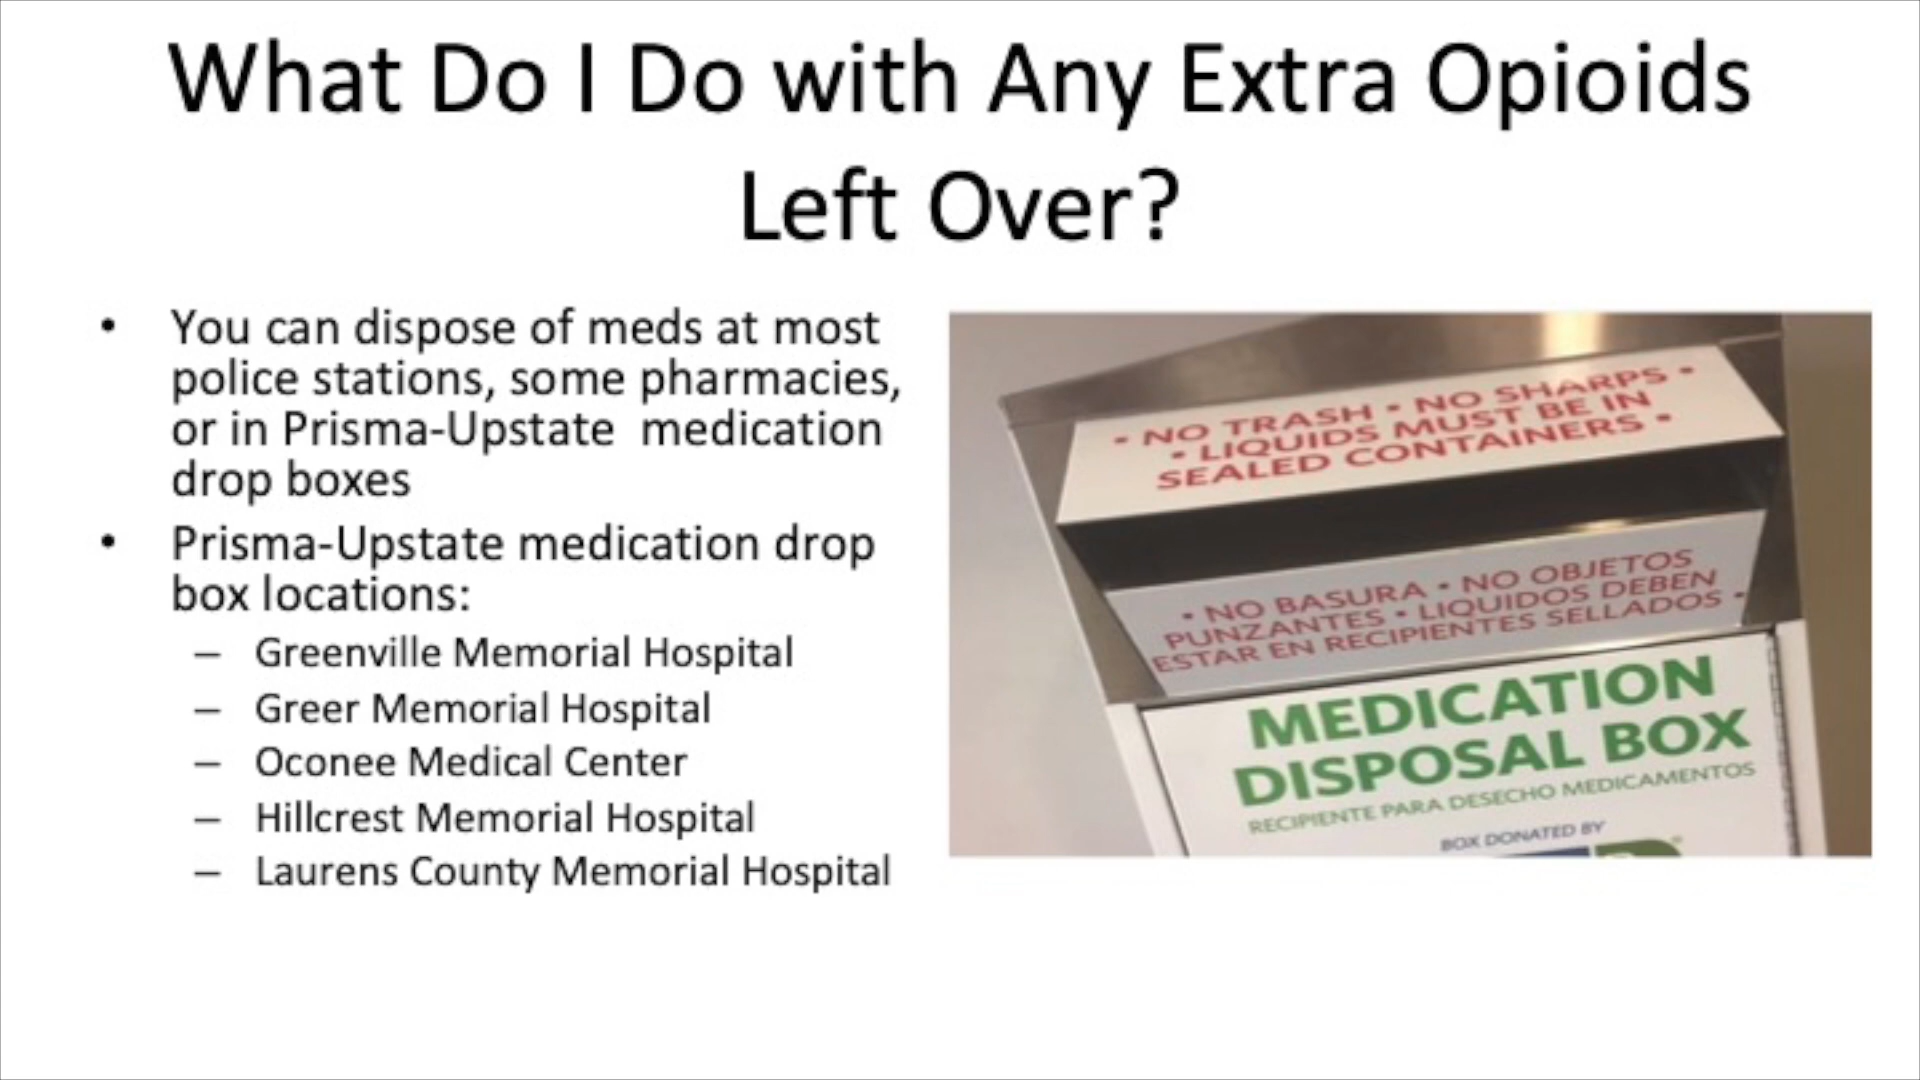 What Do I Do with Any Extra Opioids
Left Over?
• You can dispose of meds at most
police stations, some pharmacies,
or in Prisma-Upstate medication
drop boxes
• Prisma-Upstate medication drop
box locations:
– Greenville Memorial Hospital
– Greer Memorial Hospital
– Oconee Medical Center
– Hillcrest Memorial Hospital
– Laurens County Memorial Hospital
• NO TRASH • NO SHARPS •
• LIQUIDS MUST BE IN
SEALED CONTAINERS •
• NO BASURA • NO OBJETOS
PUNZANTES • LIQUIDOS DEBEN
ESTAR EN RECIPIENTES SELLADOS •
MEDICATION
DISPOSAL BOX
RECIPIENTE PARA DESECHO MEDICAMENTOS
BOX DONATED BY